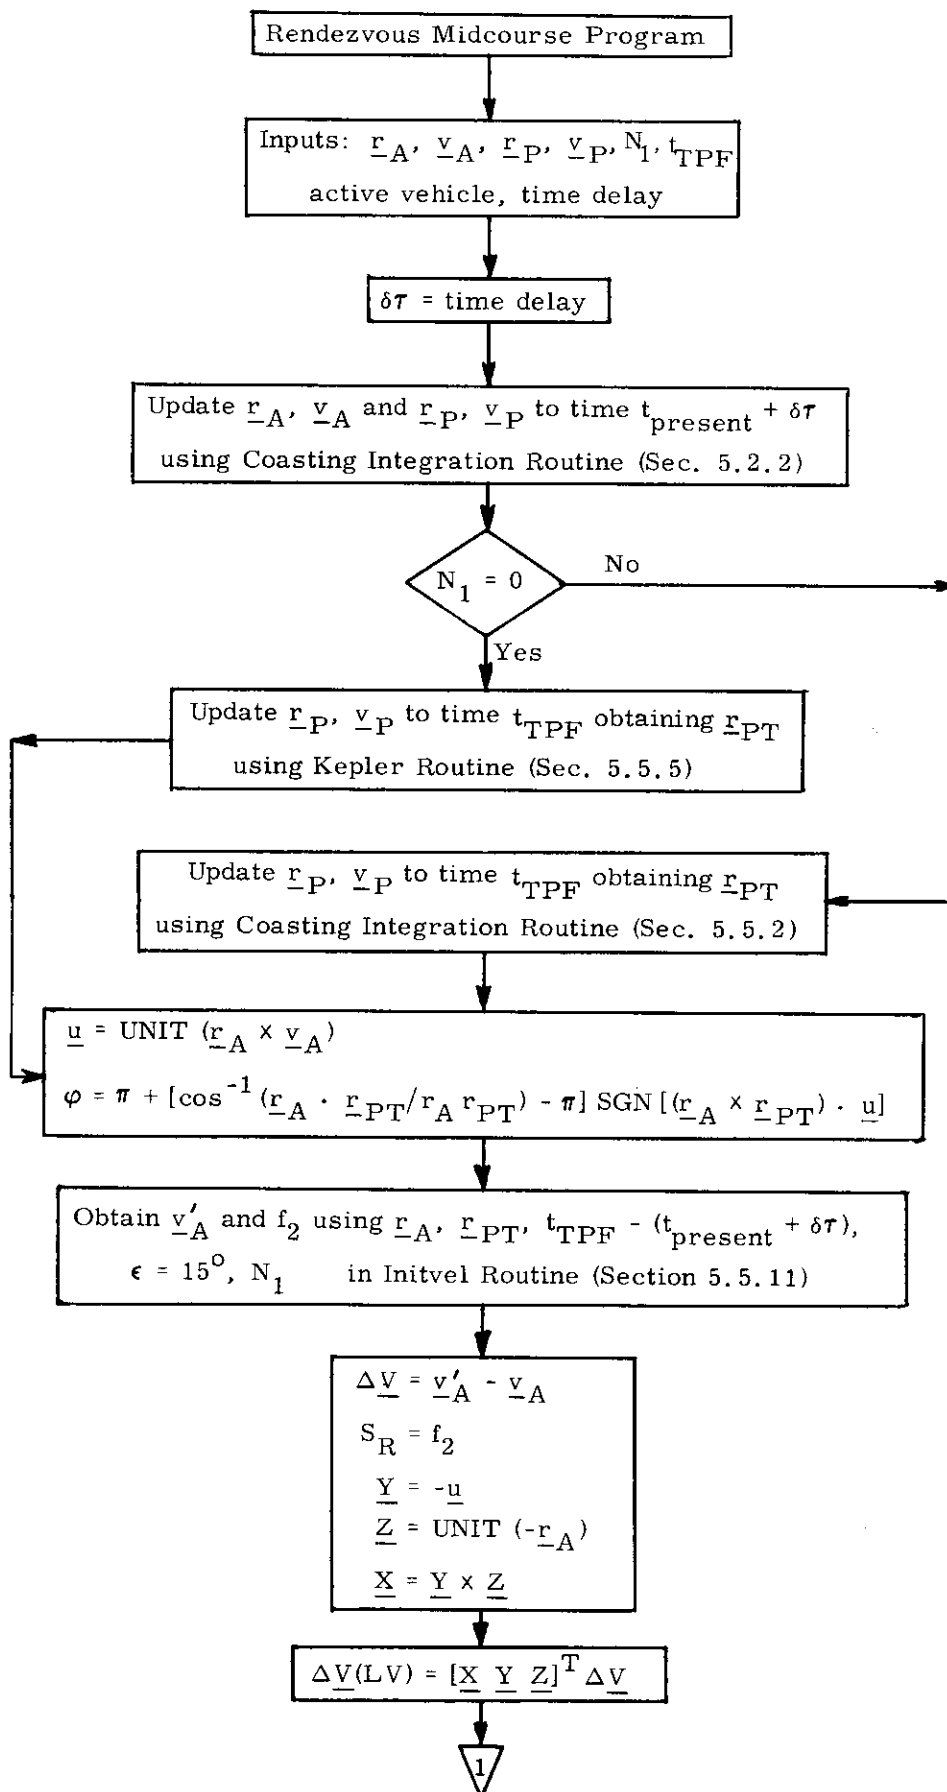 Rendezvous Midcourse Program
Inputs: r_A, v_A, r_P, v_P, N_1, t_TPF
active vehicle, time delay
δτ = time delay
Update r_A, v_A and r_P, v_P to time t_present + δτ
using Coasting Integration Routine (Sec. 5.2.2)
N_1 = 0
No
Yes
Update r_P, v_P to time t_TPF obtaining r_PT
using Kepler Routine (Sec. 5.5.5)
Update r_P, v_P to time t_TPF obtaining r_PT
using Coasting Integration Routine (Sec. 5.5.2)
u = UNIT (r_A × v_A)
φ = π + [cos^-1 (r_A · r_PT/r_A r_PT) - π] SGN [(r_A × r_PT) · u]
Obtain v'_A and f_2 using r_A, r_PT, t_TPF - (t_present + δτ),
ε = 15°, N_1 in Initvel Routine (Section 5.5.11)
ΔV = v'_A - v_A
S_R = f_2
Y = -u
Z = UNIT (-r_A)
X = Y × Z
ΔV(LV) = [X Y Z]^T ΔV
1